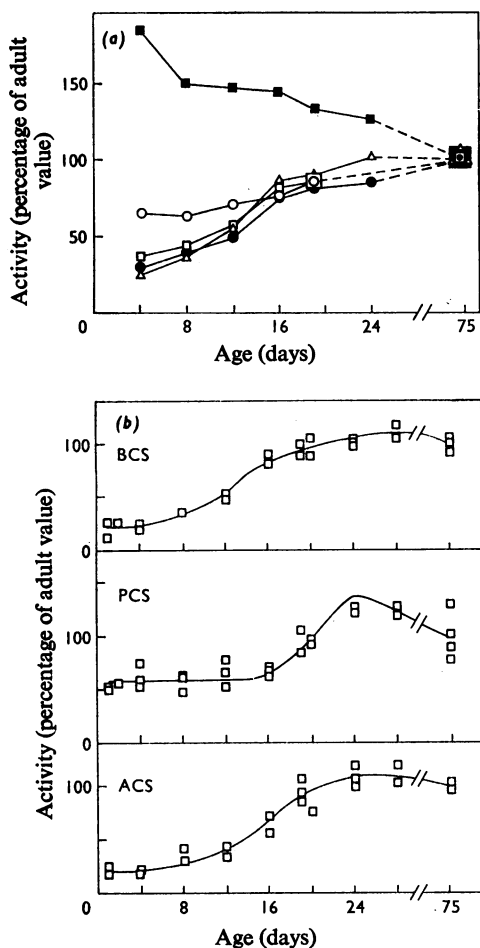 (a)
Activity (percentage of adult
value)
150
100
50
0
4
8
16
24
75
Age (days)
(b)
BCS
100
0
PCS
100
0
ACS
100
0
Activity (percentage of adult value)
0
8
16
24
75
Age (days)